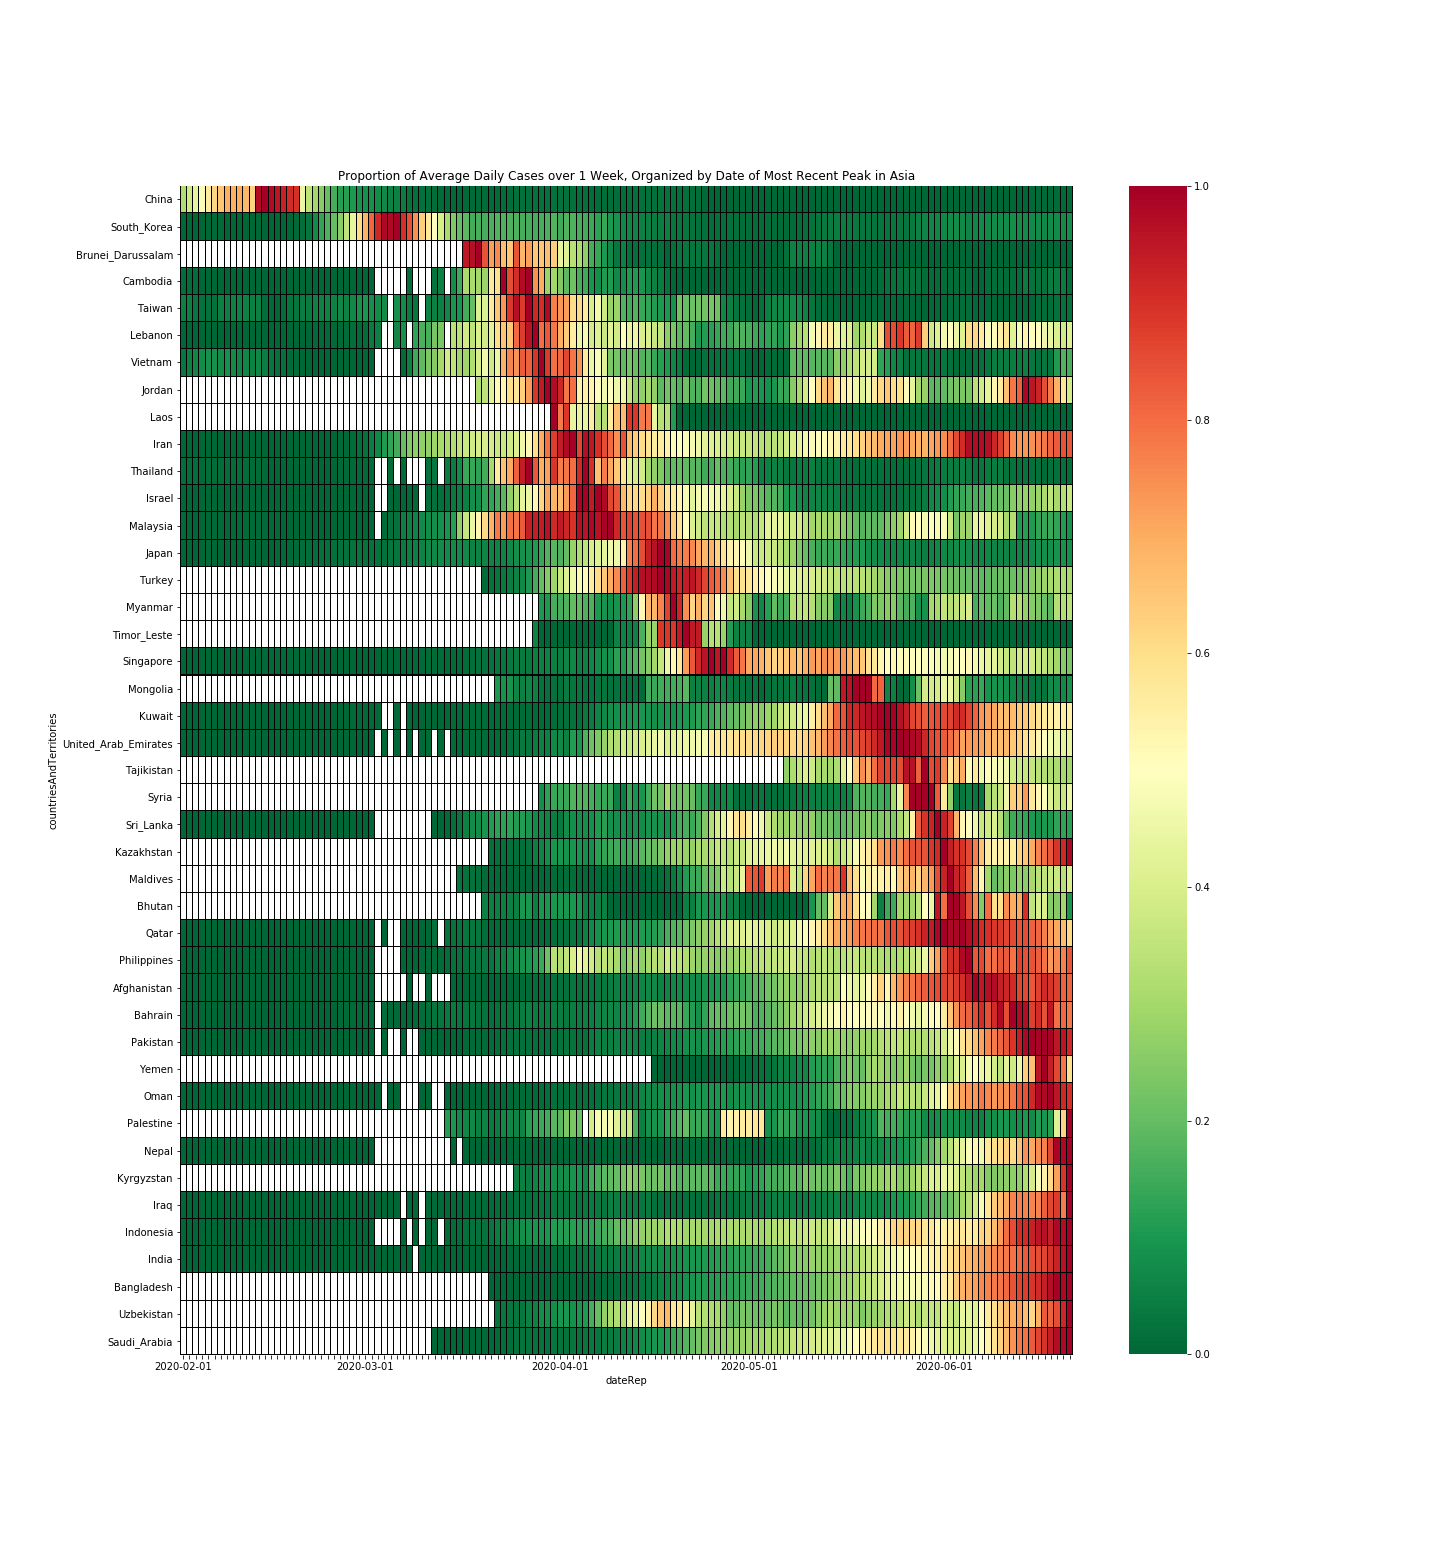 Proportion of Average Daily Cases over 1 Week, Organized by Date of Most Recent Peak in Asia
countriesAndTerritories
China
South_Korea
Brunei_Darussalam
Cambodia
Taiwan
Lebanon
Vietnam
Jordan
Laos
Iran
Thailand
Israel
Malaysia
Japan
Turkey
Myanmar
Timor_Leste
Singapore
Mongolia
Kuwait
United_Arab_Emirates
Tajikistan
Syria
Sri_Lanka
Kazakhstan
Maldives
Bhutan
Qatar
Philippines
Afghanistan
Bahrain
Pakistan
Yemen
Oman
Palestine
Nepal
Kyrgyzstan
Iraq
Indonesia
India
Bangladesh
Uzbekistan
Saudi_Arabia
2020-02-01 2020-03-01 2020-04-01 2020-05-01 2020-06-01
dateRep
1.0
0.8
0.6
0.4
0.2
0.0